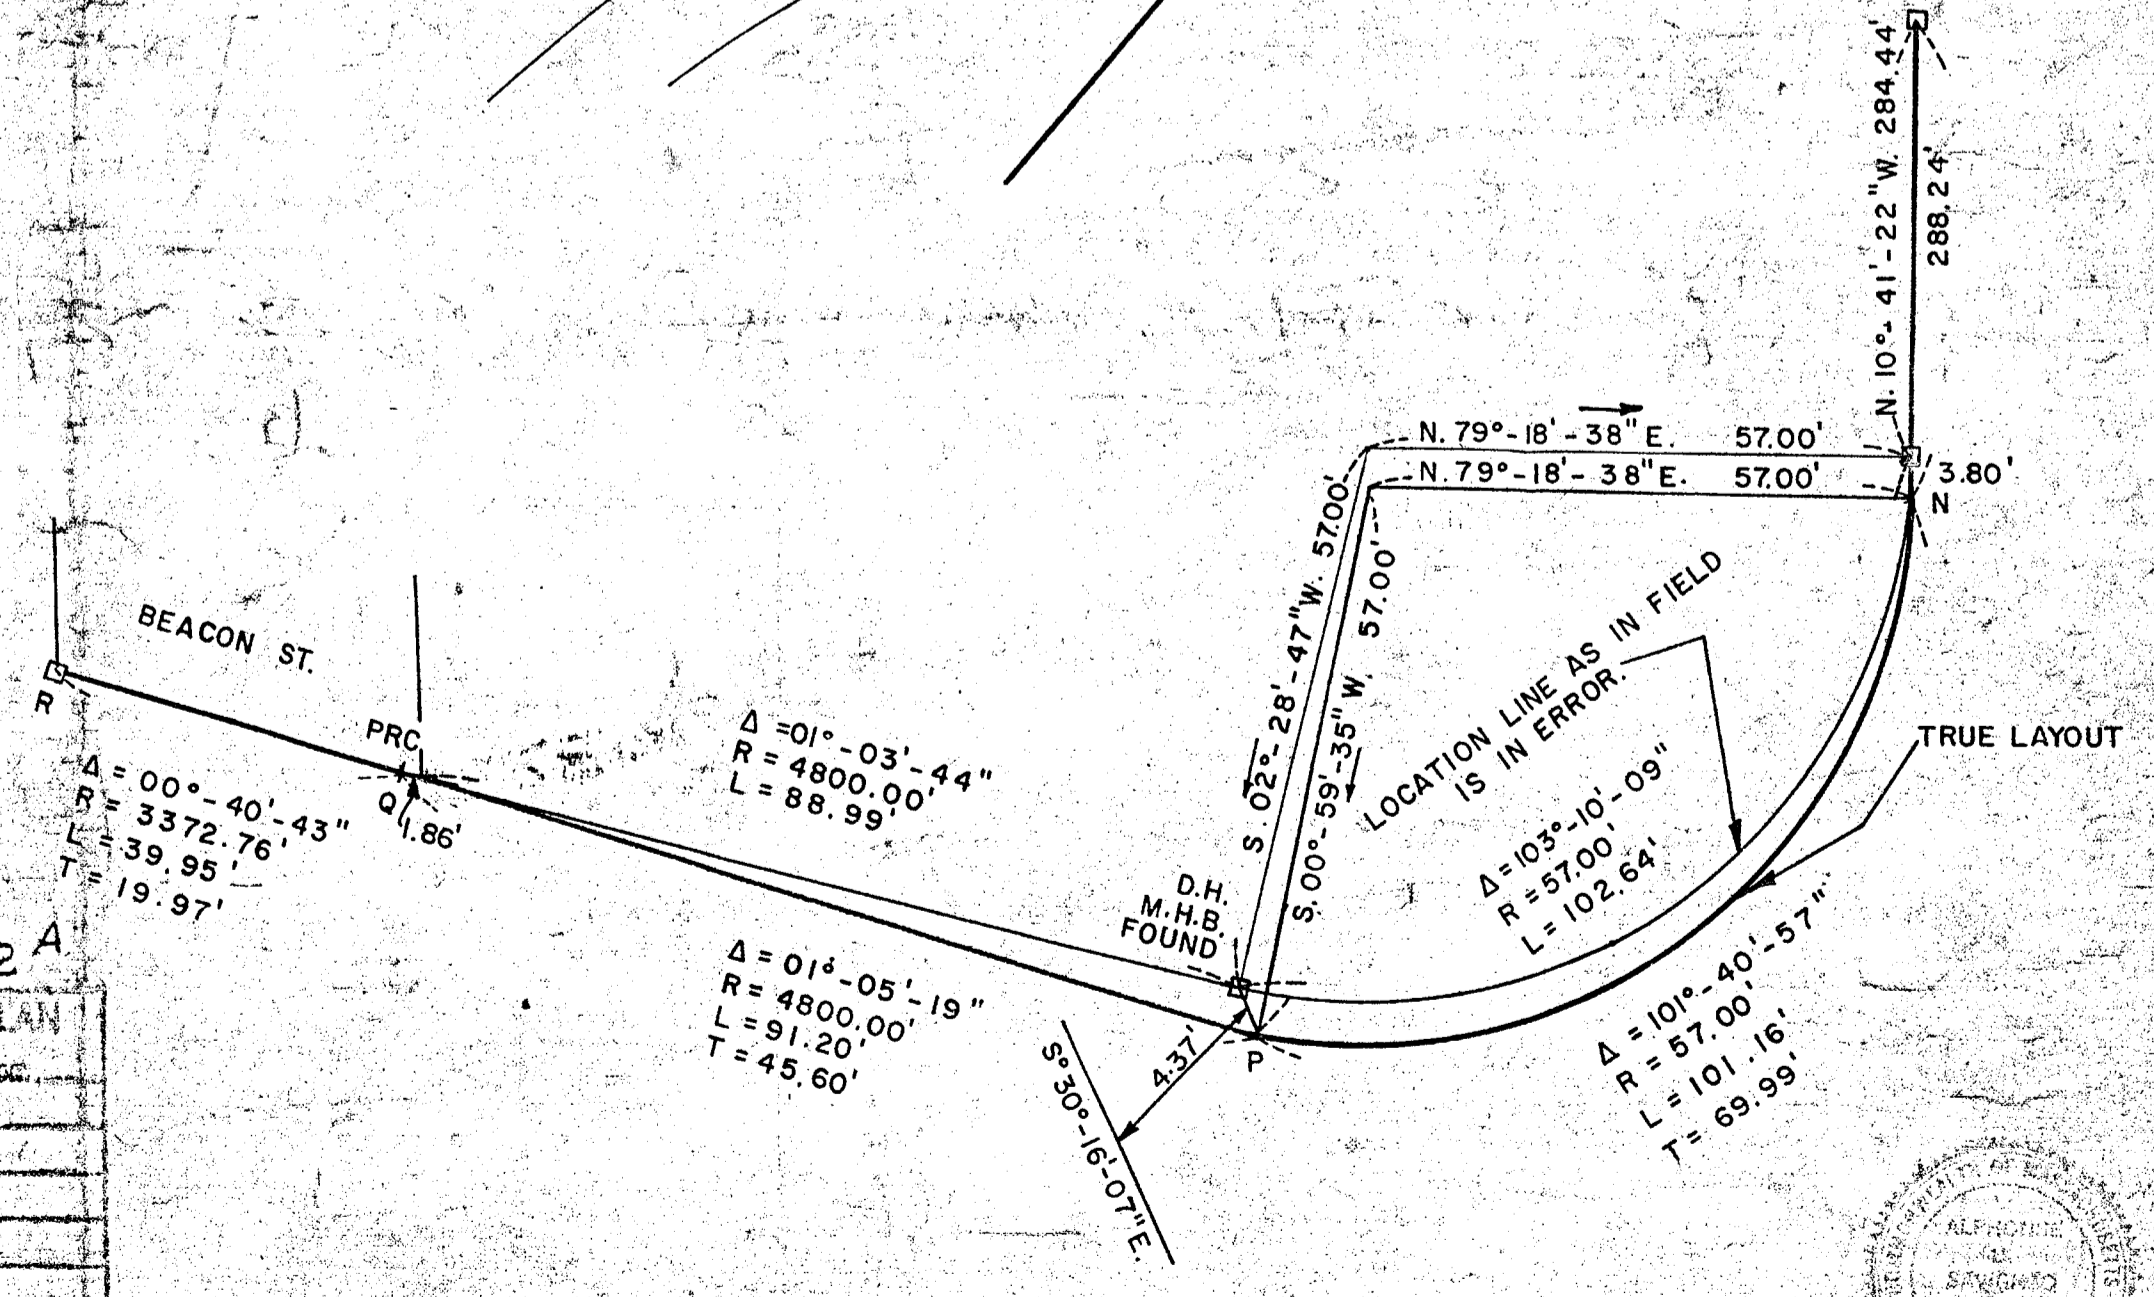 N. 10°- 41'- 22"W. 284.44'
288.24'
N. 79°- 18' - 38" E. 57.00'
N. 79°- 18' - 38" E. 57.00'
3.80'
N
S. 02°- 28' - 47" W. 57.00'
S. 00°- 59' - 35" W. 57.00'
LOCATION LINE AS IN FIELD
IS IN ERROR.
TRUE LAYOUT
BEACON ST.
R
PRC
Q
1.86'
Δ = 00°- 40' - 43"
R = 3372.76'
L = 39.95'
T = 19.97'
Δ = 01° - 03' - 44"
R = 4800.00'
L = 88.99'
Δ = 103°- 10' - 09"
R = 57.00'
L = 102.64'
D.H.
M.H.B.
FOUND
Δ = 01° - 05' - 19"
R = 4800.00'
L = 91.20'
T = 45.60'
P
4.37'
S° 30°- 16' - 07" E.
Δ = 101°- 40' - 57"
R = 57.00'
L = 101.16'
T = 69.99'
A